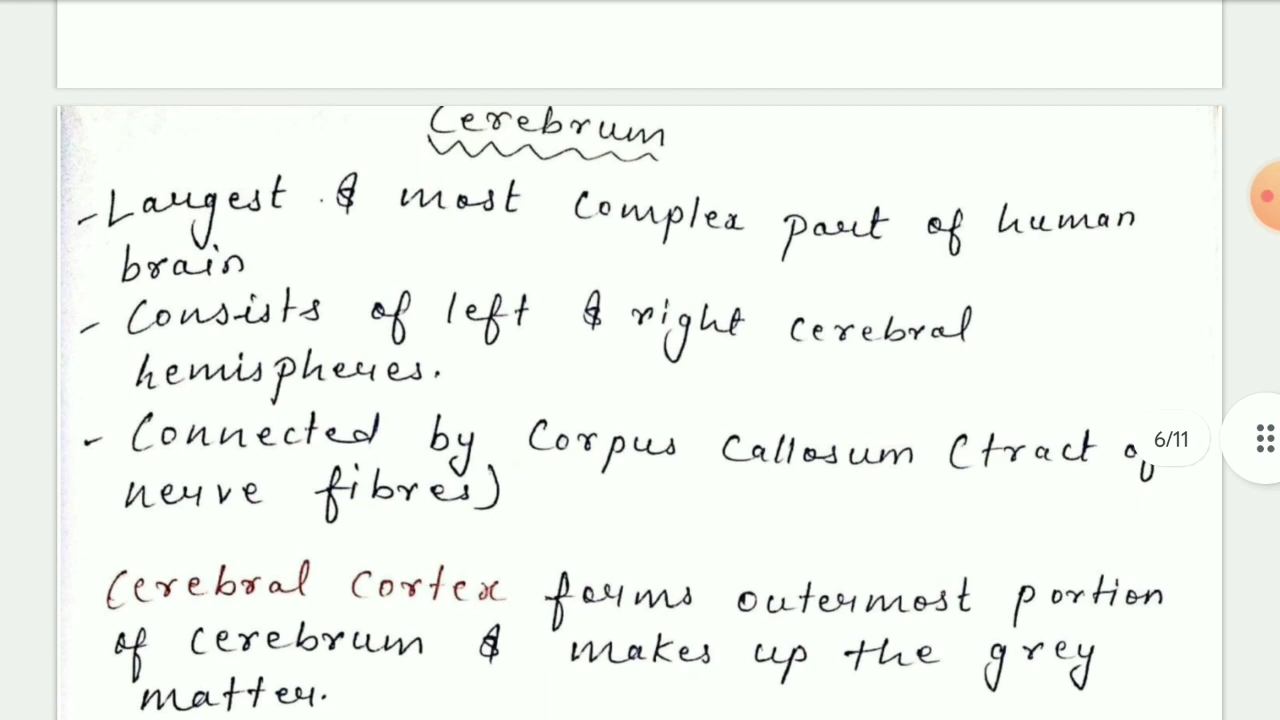 Cerebrum
- Largest & most complex part of human
brain
- Consists of left & right cerebral
hemispheres.
- Connected by Corpus Callosum (tract of
nerve fibres)
6/11
Cerebral Cortex forms outermost portion
of cerebrum & makes up the grey
matter.